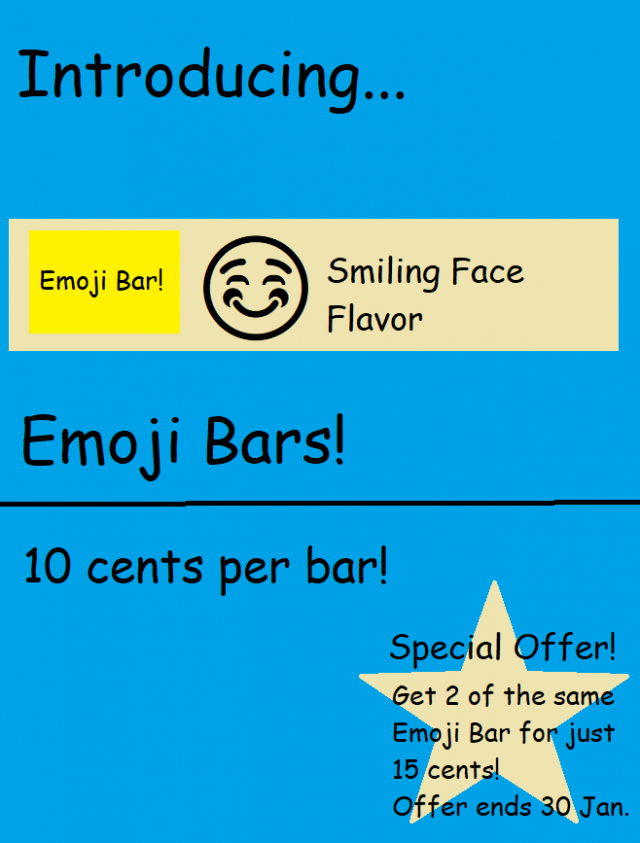 Introducing...
Emoji Bar!
Smiling Face
Flavor
Emoji Bars!
10 cents per bar!
Special Offer!
Get 2 of the same
Emoji Bar for just
15 cents!
Offer ends 30 Jan.